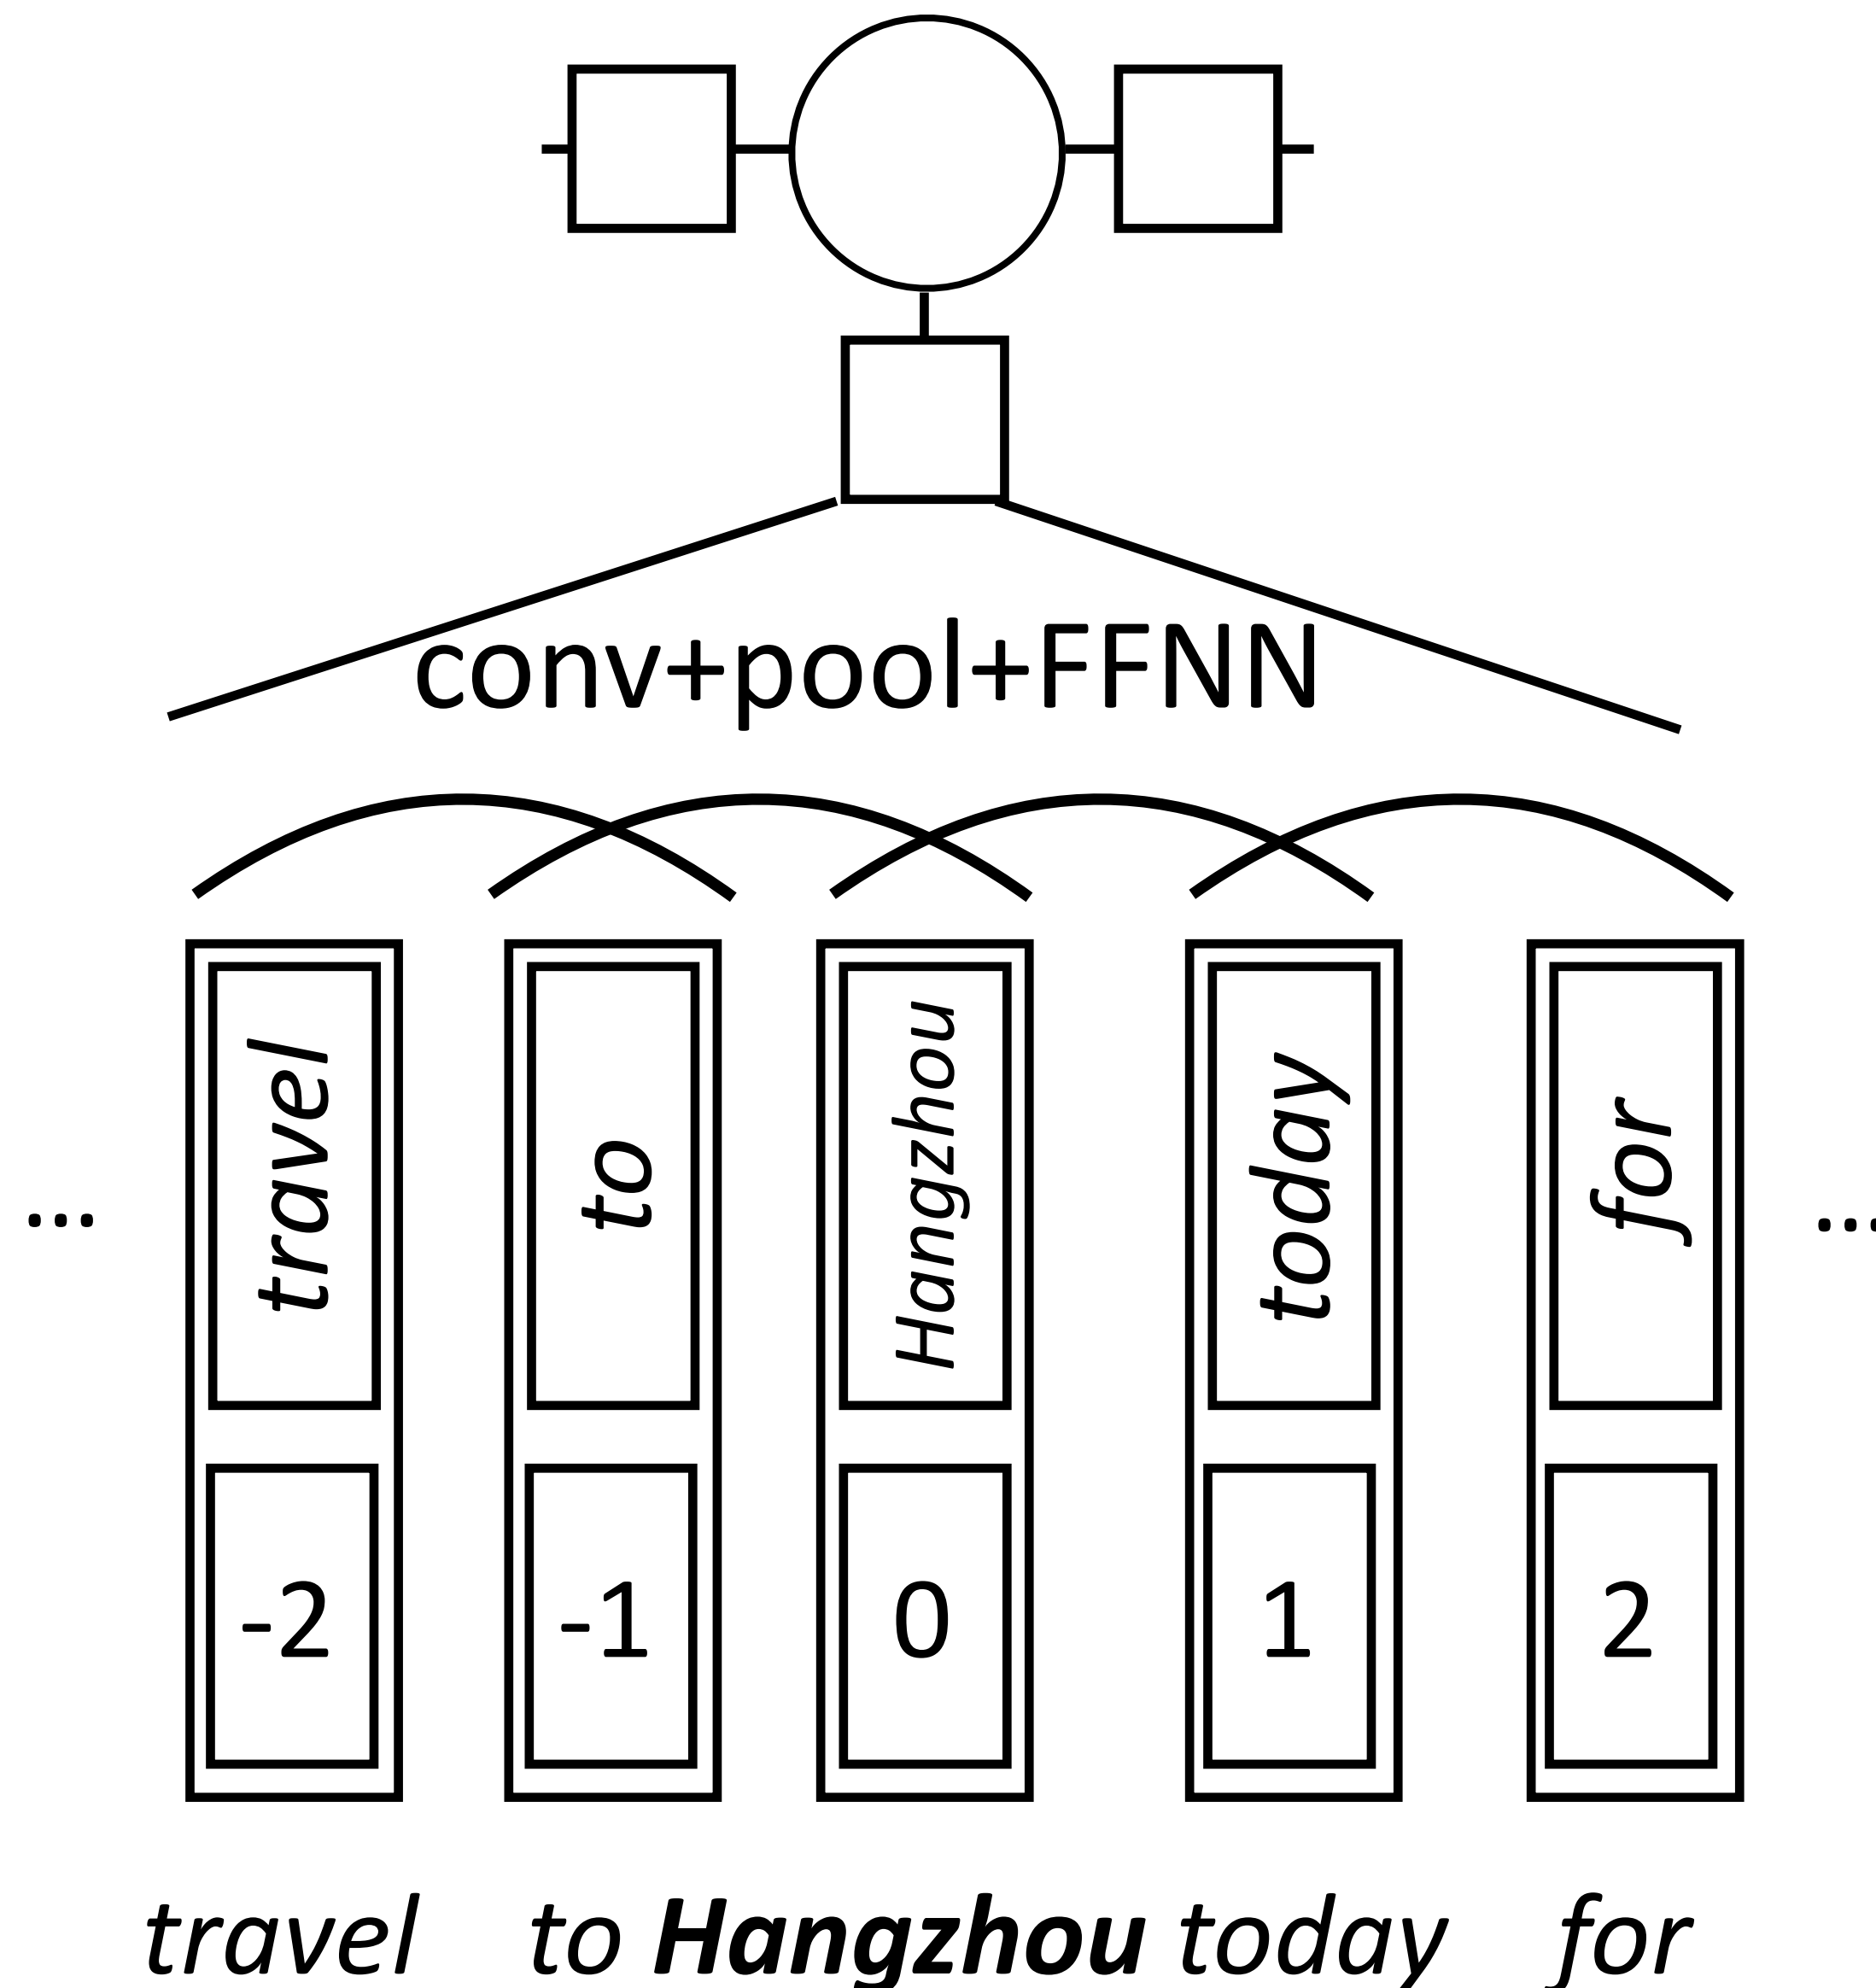 conv+pool+FFNN
... travel to Hangzhou today for ...
-2 -1 0 1 2
travel to Hangzhou today for